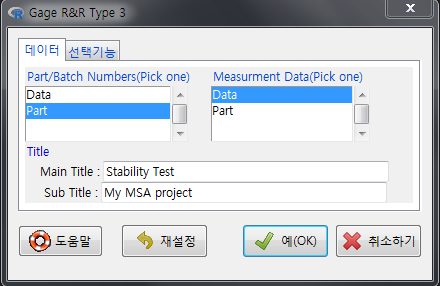 Gage R&R Type 3
데이터 선택기능
Part/Batch Numbers(Pick one) Measurment Data(Pick one)
Data Data
Part Part
Title
Main Title : Stability Test
Sub Title : My MSA project
도움말 재설정 예(OK) 취소하기